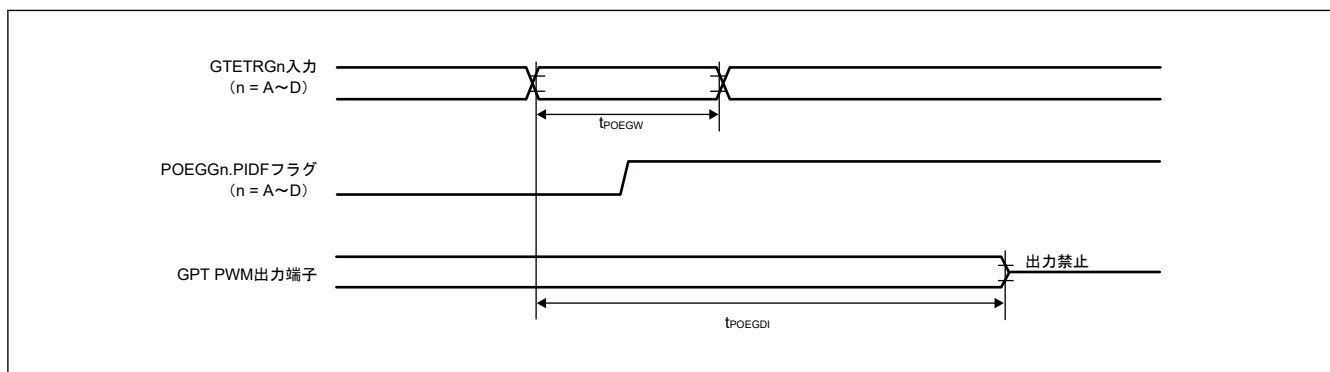 GTETRGn入力
（n = A～D）
tPOEGW
POEGGn.PIDFフラグ
（n = A～D）
GPT PWM出力端子
出力禁止
tPOEGDI